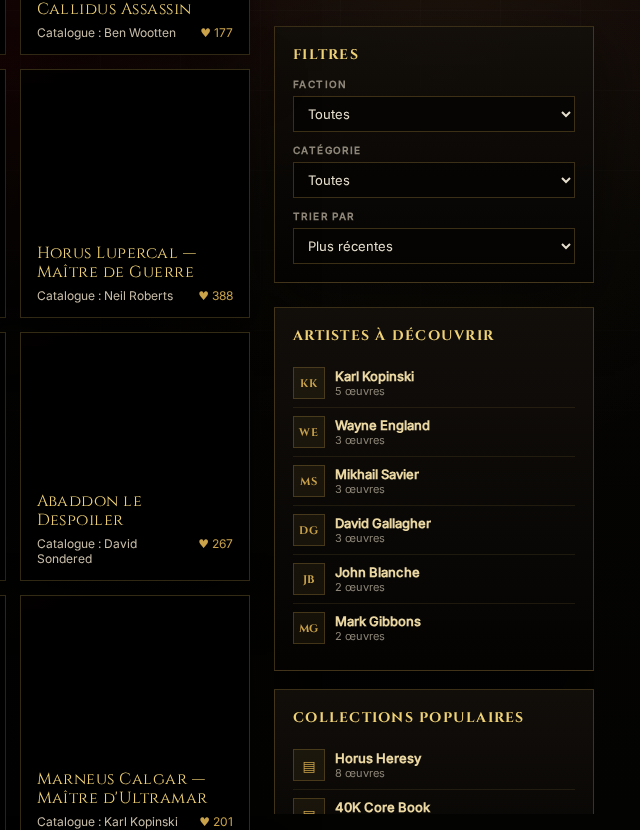 Callidus Assassin
Catalogue : Ben Wootten
♥ 177
Horus Lupercal —
Maître de Guerre
Catalogue : Neil Roberts
♥ 388
Abaddon le
Despoiler
Catalogue : David
Sondered
♥ 267
Marneus Calgar —
Maître d'Ultramar
Catalogue : Karl Kopinski
♥ 201
FILTRES
FACTION
Toutes
CATÉGORIE
Toutes
TRIER PAR
Plus récentes
ARTISTES À DÉCOUVRIR
KK
Karl Kopinski
5 œuvres
WE
Wayne England
3 œuvres
MS
Mikhail Savier
3 œuvres
DG
David Gallagher
3 œuvres
JB
John Blanche
2 œuvres
MG
Mark Gibbons
2 œuvres
COLLECTIONS POPULAIRES
Horus Heresy
8 œuvres
40K Core Book